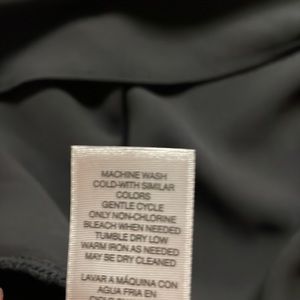 MACHINE WASH
COLD-WITH SIMILAR
COLORS
GENTLE CYCLE
ONLY NON-CHLORINE
BLEACH WHEN NEEDED
TUMBLE DRY LOW
WARM IRON AS NEEDED
MAY BE DRY CLEANED
LAVAR A MÁQUINA CON
AGUA FRIA EN